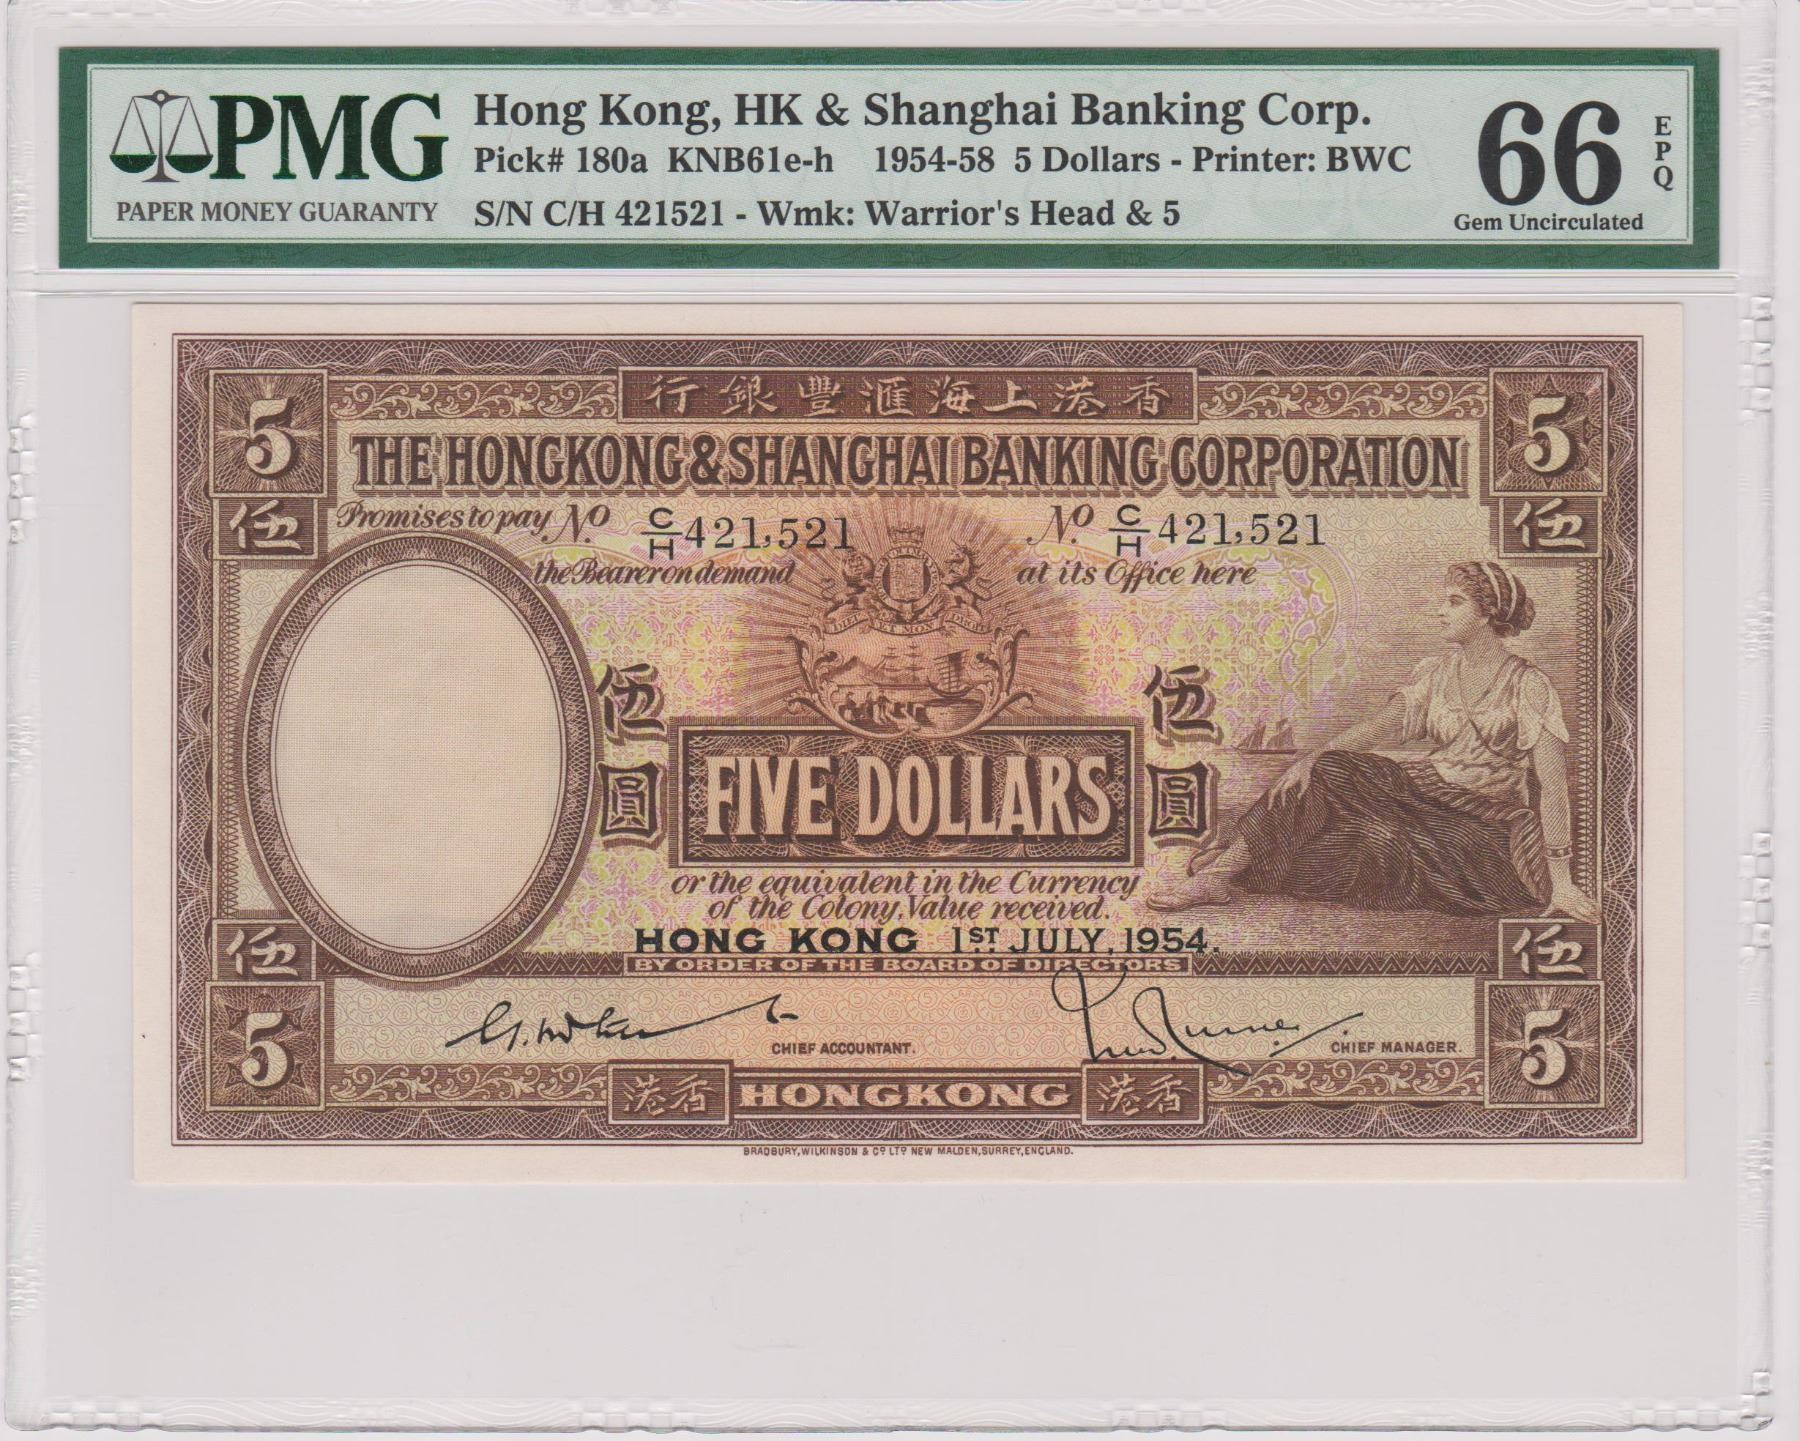 PMG
PAPER MONEY GUARANTY
Hong Kong, HK & Shanghai Banking Corp.
Pick# 180a KNB61e-h 1954-58 5 Dollars - Printer: BWC
S/N C/H 421521 - Wmk: Warrior's Head & 5
66
EPQ
Gem Uncirculated
行銀豐滙海上港香
5
5
THE HONGKONG & SHANGHAI BANKING CORPORATION
伍
伍
Promises to pay No. C/H 421,521 No. C/H 421,521
the Bearer on demand at its Office here
DIEU ET MON DROIT
伍圓
伍圓
FIVE DOLLARS
or the equivalent in the Currency
of the Colony, Value received.
HONG KONG 1ST JULY, 1954.
BY ORDER OF THE BOARD OF DIRECTORS
伍
伍
5
5
CHIEF ACCOUNTANT.
CHIEF MANAGER.
港香 HONGKONG 港香
BRADBURY, WILKINSON & Co LTD NEW MALDEN, SURREY, ENGLAND.